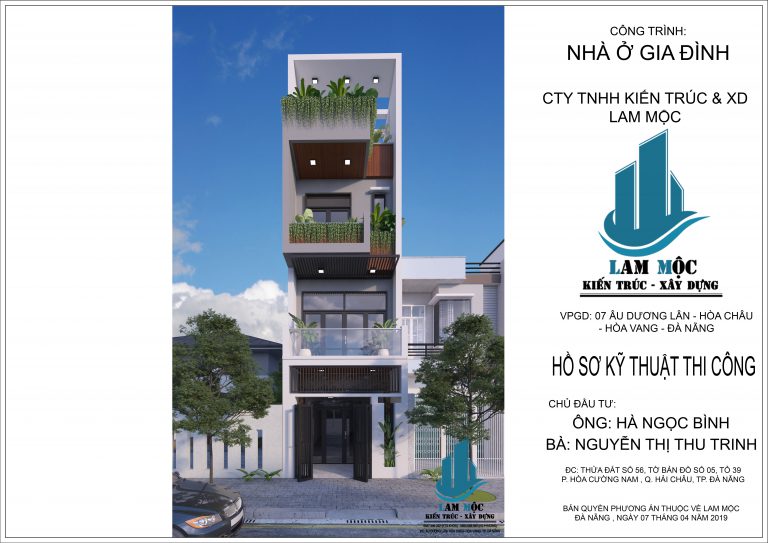 CÔNG TRÌNH:
NHÀ Ở GIA ĐÌNH
CTY TNHH KIẾN TRÚC & XD
LAM MỘC
LAM MỘC
KIẾN TRÚC - XÂY DỰNG
VPGD: 07 ÂU DƯƠNG LÂN - HÒA CHÂU
- HÒA VANG - ĐÀ NẴNG
HỒ SƠ KỸ THUẬT THI CÔNG
CHỦ ĐẦU TƯ:
ÔNG: HÀ NGỌC BÌNH
BÀ: NGUYỄN THỊ THU TRINH
ĐC: THỬA ĐẤT SỐ 56, TỜ BẢN ĐỒ SỐ 05, TỔ 39
P. HÒA CƯỜNG NAM , Q. HẢI CHÂU, TP. ĐÀ NẴNG
BẢN QUYỀN PHƯƠNG ÁN THUỘC VỀ LAM MỘC
ĐÀ NẴNG , NGÀY 07 THÁNG 04 NĂM 2019
LAM MỘC
KIẾN TRÚC - XÂY DỰNG